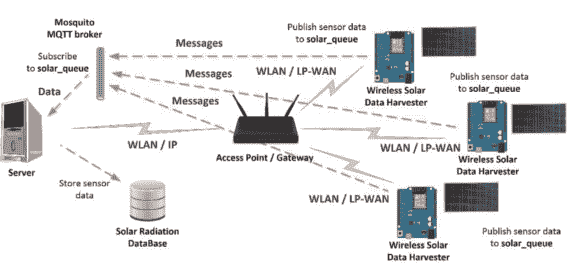 Mosquito
MQTT broker
Subscribe
to solar_queue
Data
Messages
Messages
Messages
Publish sensor data
to solar_queue
WLAN / LP-WAN
Wireless Solar
Data Harvester
Publish sensor data
to solar_queue
WLAN / LP-WAN
Wireless Solar
Data Harvester
Server
WLAN / IP
Access Point / Gateway
WLAN / LP-WAN
Store sensor
data
Solar Radiation
DataBase
Wireless Solar
Data Harvester
Publish sensor data
to solar_queue